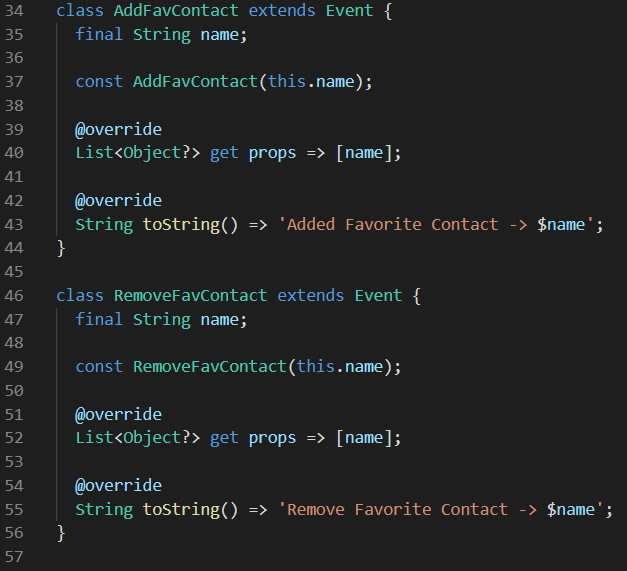 34 class AddFavContact extends Event {
35 final String name;
36
37 const AddFavContact(this.name);
38
39 @override
40 List<Object?> get props => [name];
41
42 @override
43 String toString() => 'Added Favorite Contact -> $name';
44 }
45
46 class RemoveFavContact extends Event {
47 final String name;
48
49 const RemoveFavContact(this.name);
50
51 @override
52 List<Object?> get props => [name];
53
54 @override
55 String toString() => 'Remove Favorite Contact -> $name';
56 }
57